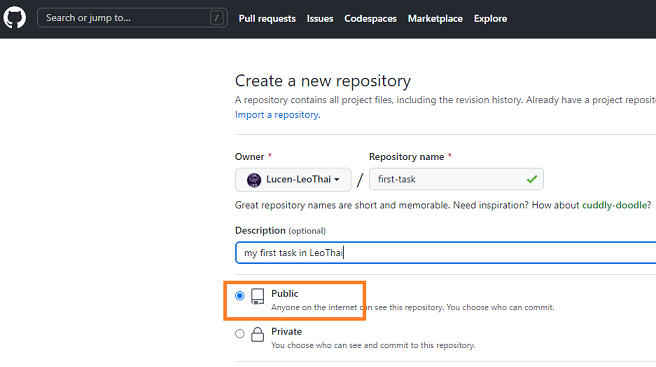 Search or jump to... /
Pull requests Issues Codespaces Marketplace Explore
Create a new repository
A repository contains all project files, including the revision history. Already have a project
Import a repository.
Owner * Repository name *
Lucen-LeoThai / first-task
Great repository names are short and memorable. Need inspiration? How about cuddly-doodle?
Description (optional)
my first task in LeoThai
Public
Anyone on the internet can see this repository. You choose who can commit.
Private
You choose who can see and commit to this repository.